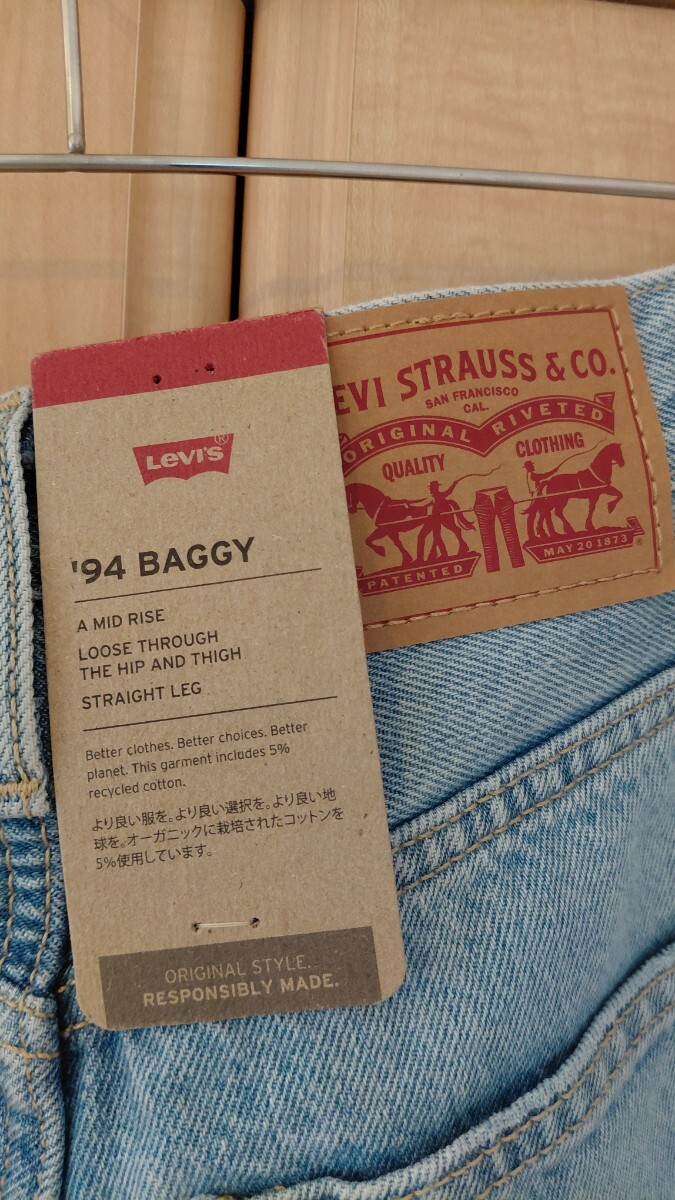 Levi's®
'94 BAGGY
A MID RISE
LOOSE THROUGH
THE HIP AND THIGH
STRAIGHT LEG
Better clothes. Better choices. Better
planet. This garment includes 5%
recycled cotton.
より良い服を。より良い選択を。より良い地
球を。オーガニックに栽培されたコットンを
5%使用しています。
ORIGINAL STYLE.
RESPONSIBLY MADE.
EVI STRAUSS & CO.
SAN FRANCISCO
CAL.
ORIGINAL RIVETED
QUALITY CLOTHING
PATENTED MAY 20 1873 ®